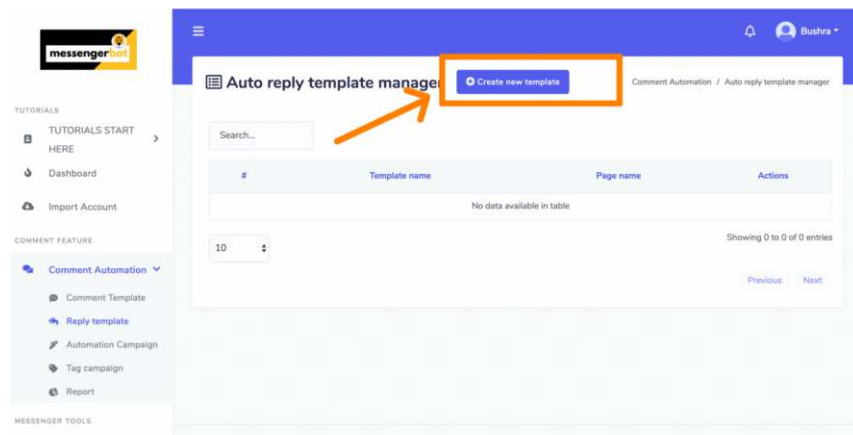 messengerbot
Bushra
Auto reply template manager
Create new template
Comment Automation / Auto reply template manager
TUTORIALS
TUTORIALS START
HERE
Dashboard
Import Account
COMMENT FEATURE
Comment Automation
Comment Template
Reply template
Automation Campaign
Tag campaign
Report
MESSENGER TOOLS
Search...
# Template name Page name Actions
No data available in table
10
Showing 0 to 0 of 0 entries
Previous Next